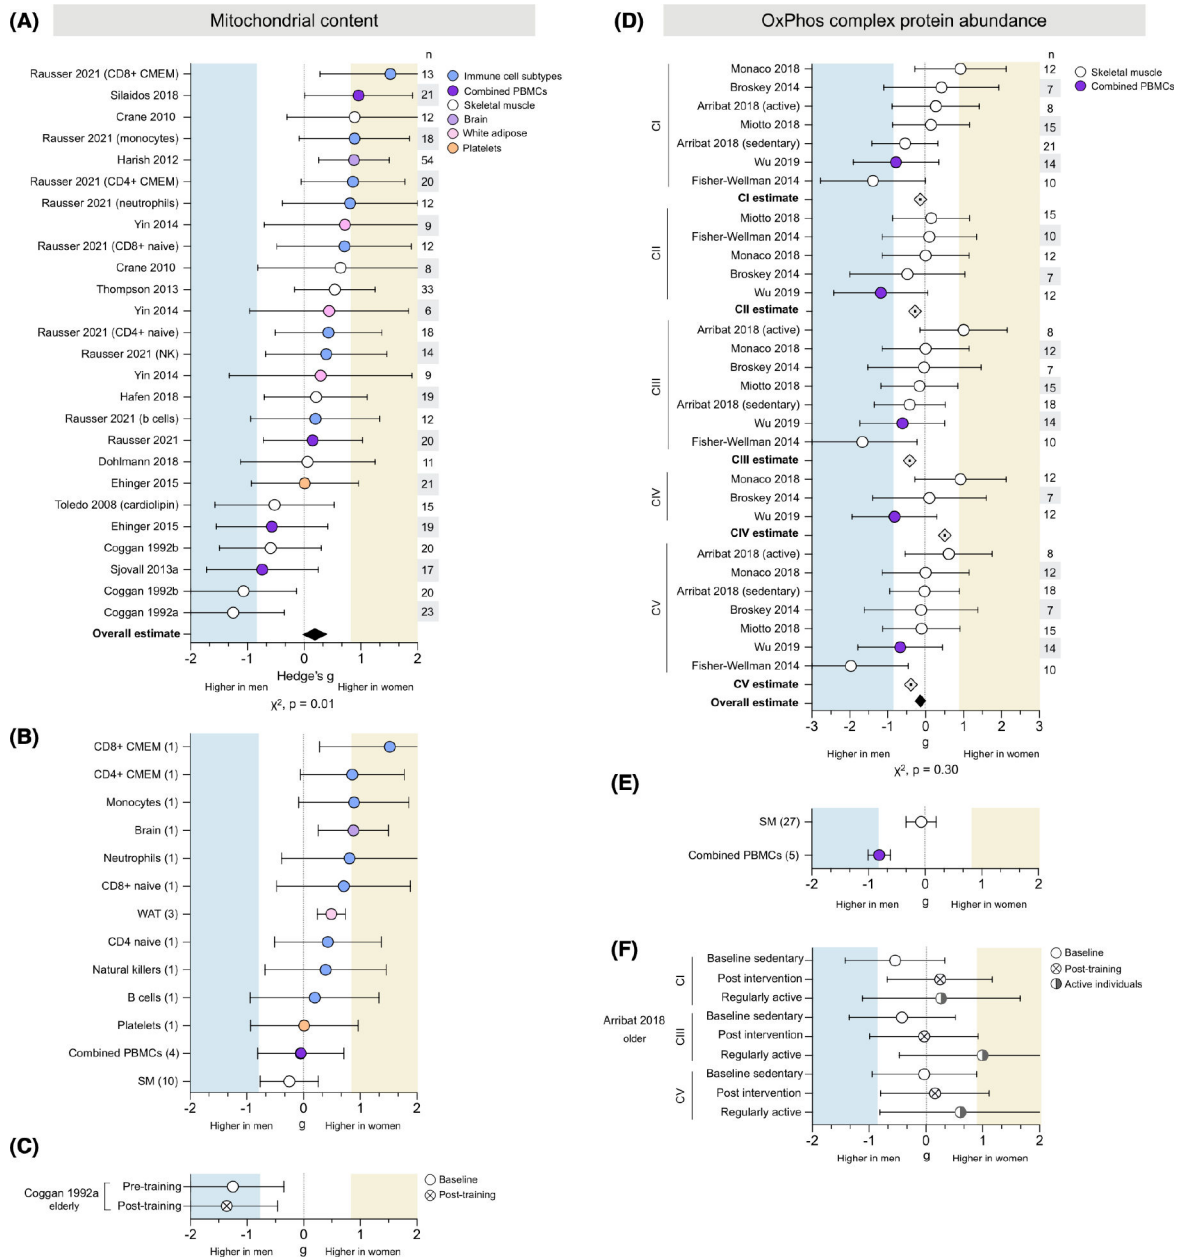 (A)
Mitochondrial content
n
Rausser 2021 (CD8+ CMEM) 13
Silaidos 2018 21
Crane 2010 12
Rausser 2021 (monocytes) 18
Harish 2012 54
Rausser 2021 (CD4+ CMEM) 20
Rausser 2021 (neutrophils) 12
Yin 2014 9
Rausser 2021 (CD8+ naive) 12
Crane 2010 8
Thompson 2013 33
Yin 2014 6
Rausser 2021 (CD4+ naive) 18
Rausser 2021 (NK) 14
Yin 2014 9
Hafen 2018 19
Rausser 2021 (b cells) 12
Rausser 2021 20
Dohlmann 2018 11
Ehinger 2015 21
Toledo 2008 (cardiolipin) 15
Ehinger 2015 19
Coggan 1992b 20
Sjovall 2013a 17
Coggan 1992b 20
Coggan 1992a 23
Overall estimate
-2 -1 0 1 2
Hedge's g
Higher in men Higher in women
χ², p = 0.01
Immune cell subtypes
Combined PBMCs
Skeletal muscle
Brain
White adipose
Platelets
(B)
CD8+ CMEM (1)
CD4+ CMEM (1)
Monocytes (1)
Brain (1)
Neutrophils (1)
CD8+ naive (1)
WAT (3)
CD4 naive (1)
Natural killers (1)
B cells (1)
Platelets (1)
Combined PBMCs (4)
SM (10)
-2 -1 0 1 2
Higher in men g Higher in women
(C)
Coggan 1992a
elderly
Pre-training
Post-training
Baseline
Post-training
-2 -1 0 1 2
Higher in men g Higher in women
(D)
OxPhos complex protein abundance
n
Skeletal muscle
Combined PBMCs
CI
Monaco 2018 12
Broskey 2014 7
Arribat 2018 (active) 8
Miotto 2018 15
Arribat 2018 (sedentary) 21
Wu 2019 14
Fisher-Wellman 2014 10
CI estimate
CII
Miotto 2018 15
Fisher-Wellman 2014 10
Monaco 2018 12
Broskey 2014 7
Wu 2019 12
CII estimate
CIII
Arribat 2018 (active) 8
Monaco 2018 12
Broskey 2014 7
Miotto 2018 15
Arribat 2018 (sedentary) 18
Wu 2019 14
Fisher-Wellman 2014 10
CIII estimate
CIV
Monaco 2018 12
Broskey 2014 7
Wu 2019 12
CIV estimate
CV
Arribat 2018 (active) 8
Monaco 2018 12
Arribat 2018 (sedentary) 18
Broskey 2014 7
Miotto 2018 15
Wu 2019 14
Fisher-Wellman 2014 10
CV estimate
Overall estimate
-3 -2 -1 0 1 2 3
g
Higher in men Higher in women
χ², p = 0.30
(E)
SM (27)
Combined PBMCs (5)
-2 -1 0 1 2
Higher in men g Higher in women
(F)
Arribat 2018
older
CI
Baseline sedentary
Post intervention
Regularly active
CIII
Baseline sedentary
Post intervention
Regularly active
CV
Baseline sedentary
Post intervention
Regularly active
Baseline
Post-training
Active individuals
-2 -1 0 1 2
Higher in men g Higher in women